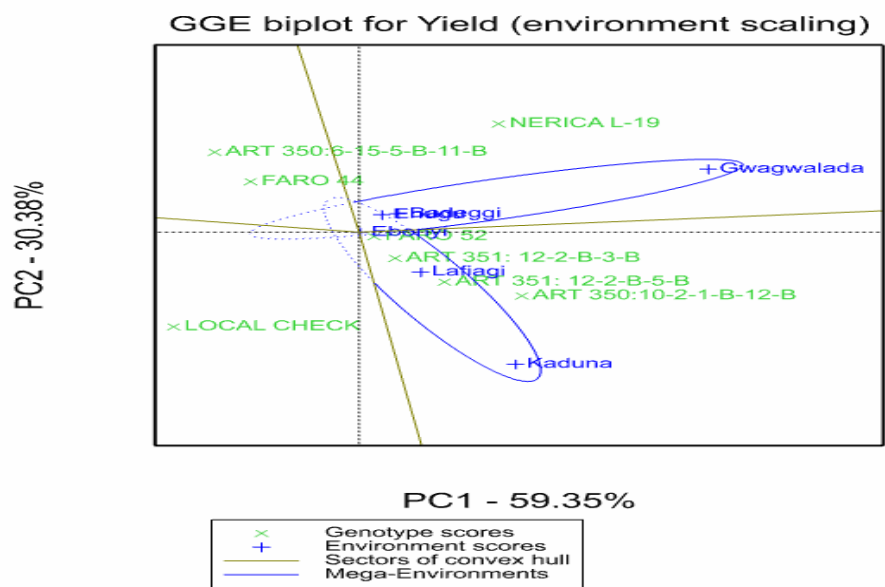 GGE biplot for Yield (environment scaling)
NERICA L-19
ART 350:6-15-5-B-11-B
Gwagwalada
FARO 44
Ebonyi
FARO 52
ART 351: 12-2-B-3-B
Lafiagi
ART 351: 12-2-B-5-B
ART 350:10-2-1-B-12-B
LOCAL CHECK
Kaduna
PC2 - 30.38%
PC1 - 59.35%
Genotype scores
Environment scores
Sectors of convex hull
Mega-Environments